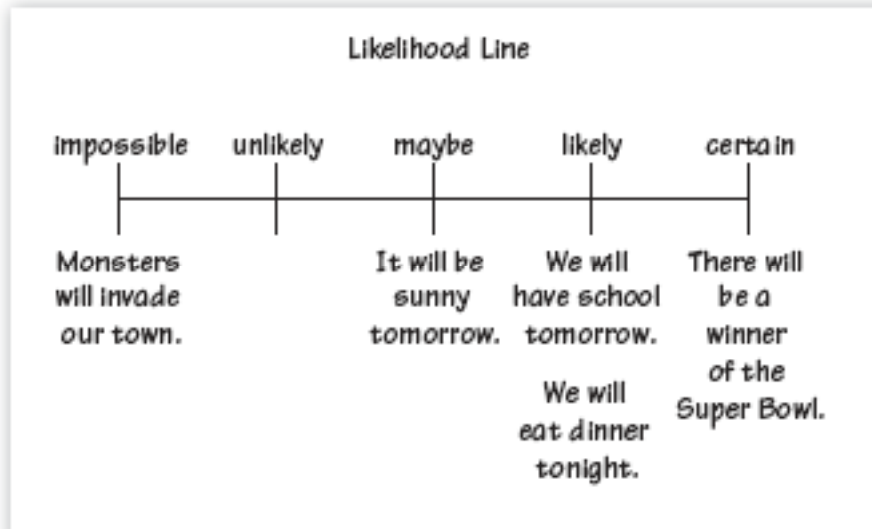 Likelihood Line
impossible unlikely maybe likely certain
Monsters
will invade
our town.
It will be
sunny
tomorrow.
We will
have school
tomorrow.
We will
eat dinner
tonight.
There will
be a
winner
of the
Super Bowl.